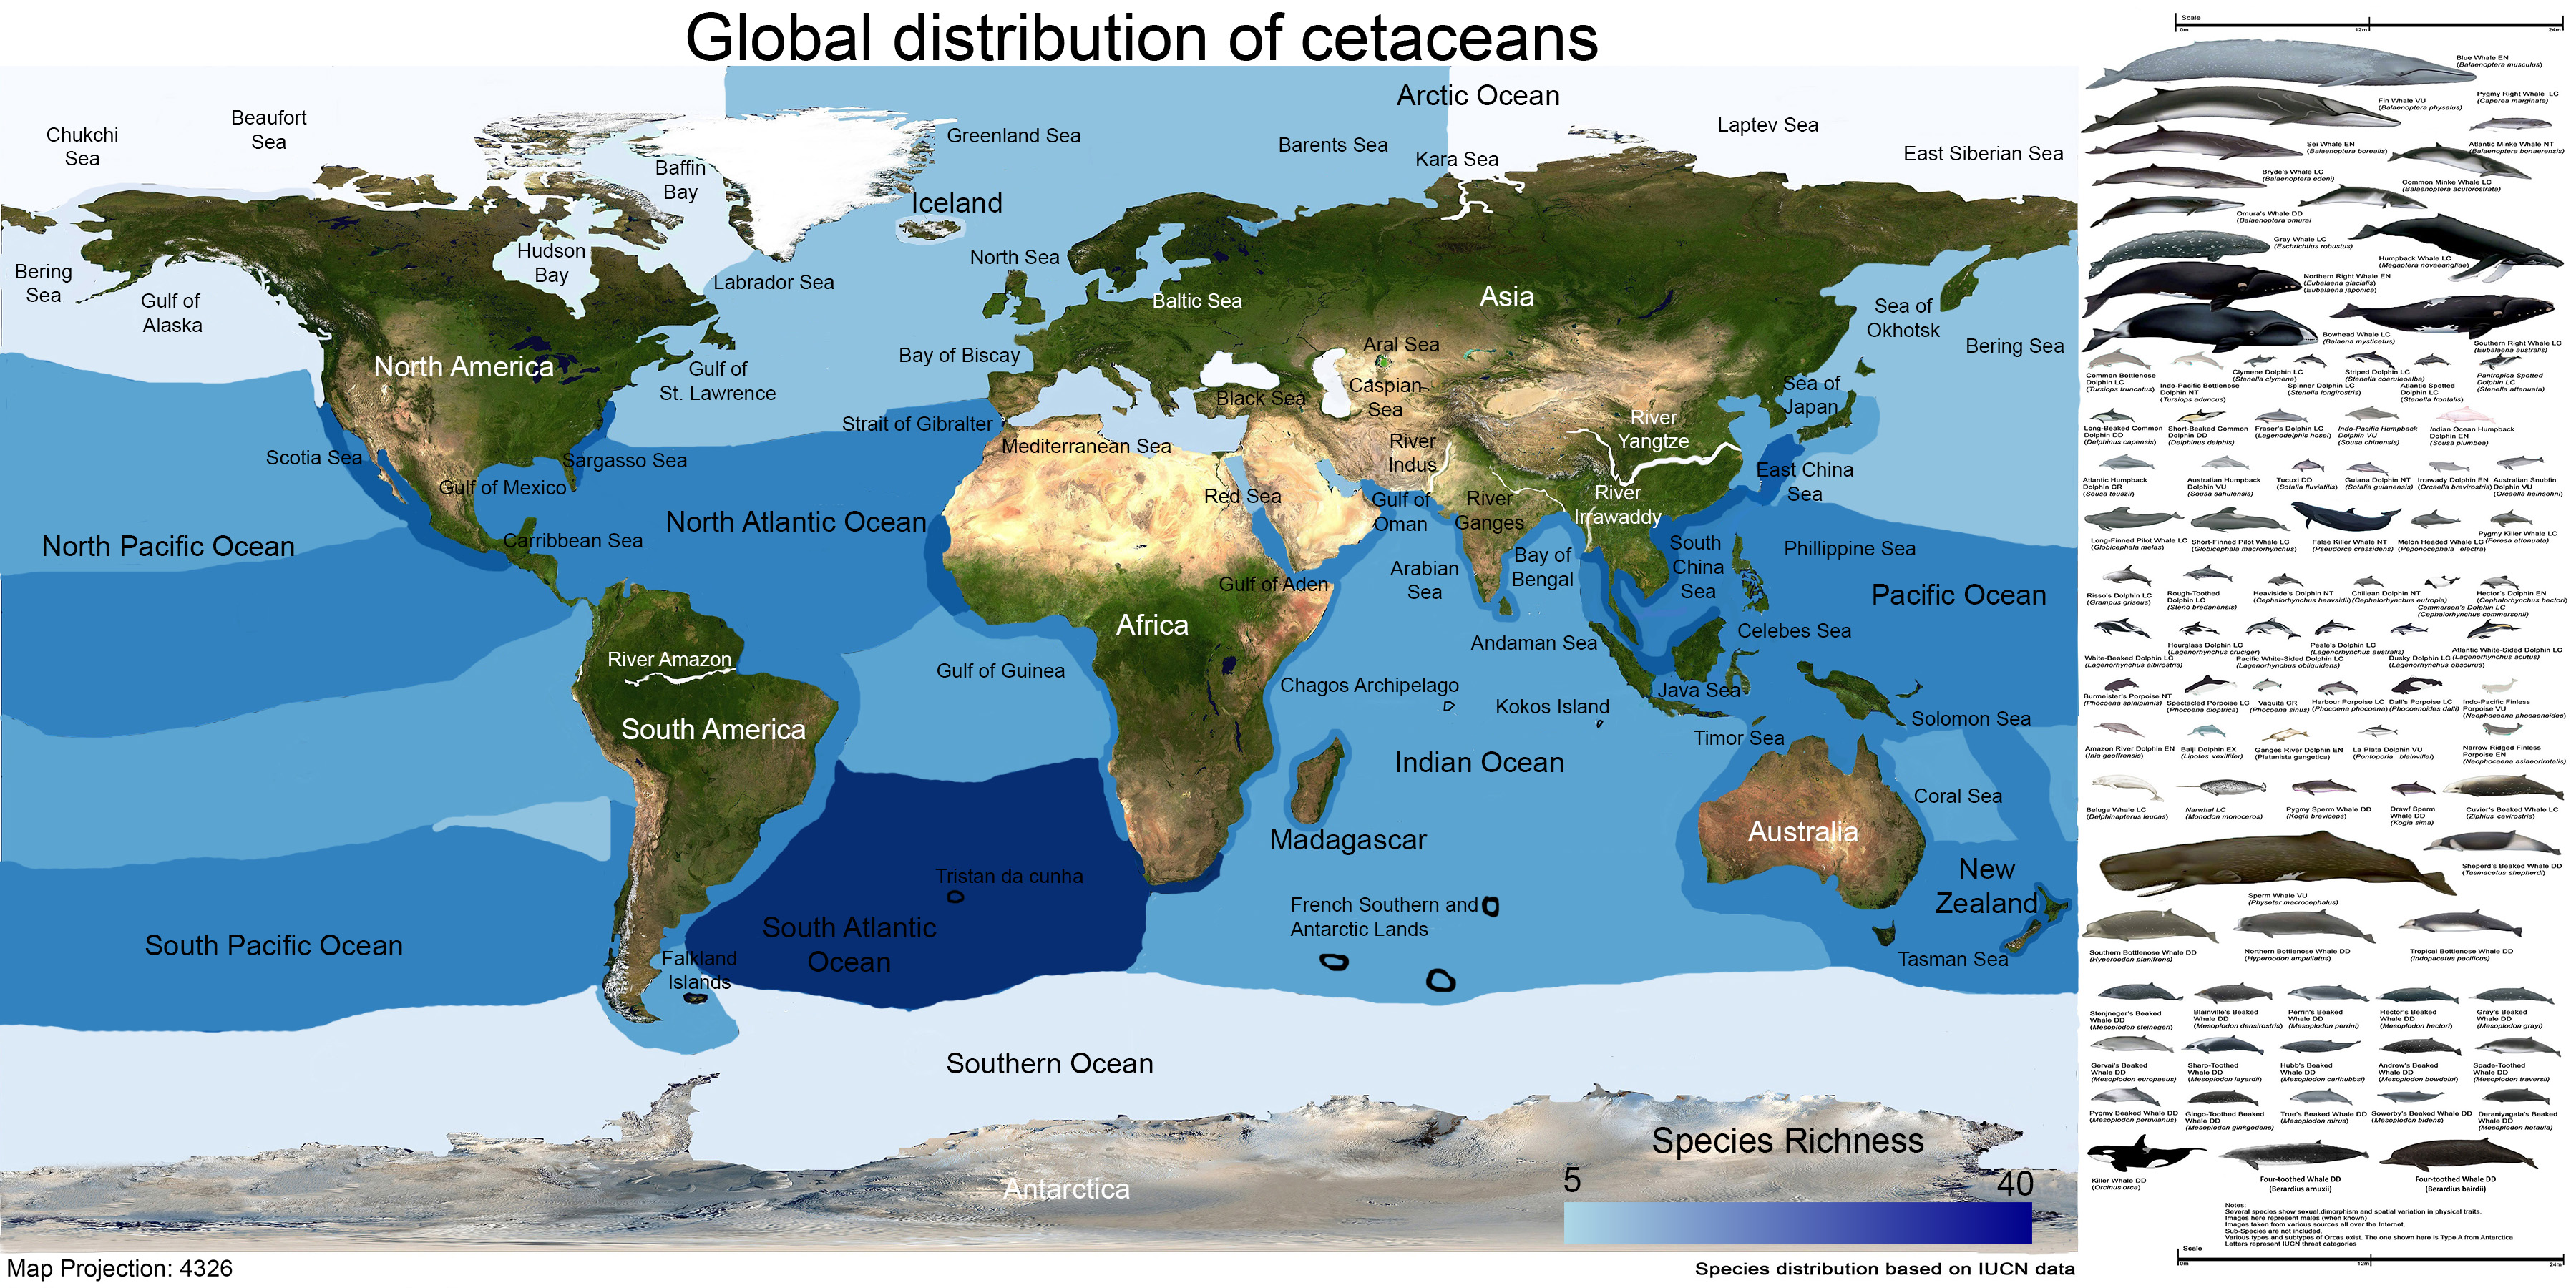 Global distribution of cetaceans
Arctic Ocean
Chukchi
Sea
Beaufort
Sea
Baffin
Bay
Greenland Sea
Barents Sea
Kara Sea
Laptev Sea
East Siberian Sea
Iceland
Hudson
Bay
Bering
Sea
Gulf of
Alaska
Labrador Sea
North Sea
Baltic Sea
Asia
Sea of
Okhotsk
Bering Sea
North America
Gulf of
St. Lawrence
Bay of Biscay
Aral Sea
Caspian
Sea
Black Sea
Sea of
Japan
Strait of Gibralter
Mediterranean Sea
River
Yangtze
River
Indus
Scotia Sea
Sargasso Sea
Gulf of Mexico
Red Sea
Gulf of
Oman
River
Ganges
River
Irrawaddy
East China
Sea
North Pacific Ocean
North Atlantic Ocean
Carribbean Sea
Gulf of Aden
Arabian
Sea
Bay of
Bengal
South
China
Sea
Phillippine Sea
Pacific Ocean
Africa
Andaman Sea
Celebes Sea
River Amazon
Gulf of Guinea
Chagos Archipelago
Kokos Island
Java Sea
Solomon Sea
South America
Timor Sea
Indian Ocean
Coral Sea
Madagascar
Australia
Tristan da cunha
New
Zealand
South Pacific Ocean
South Atlantic
Ocean
French Southern and
Antarctic Lands
Falkland
Islands
Tasman Sea
Southern Ocean
Antarctica
Species Richness
5
40
Map Projection: 4326
Species distribution based on IUCN data
Scale
0m
12m
24m
Blue Whale EN
(Balaenoptera musculus)
Fin Whale VU
(Balaenoptera physalus)
Pygmy Right Whale LC
(Caperea marginata)
Sei Whale EN
(Balaenoptera borealis)
Atlantic Minke Whale NT
(Balaenoptera bonaerensis)
Bryde's Whale LC
(Balaenoptera edeni)
Common Minke Whale LC
(Balaenoptera acutorostrata)
Omura's Whale DD
(Balaenoptera omurai
Gray Whale LC
(Eschrichtius robustus)
Humpback Whale LC
(Megaptera novaeangliae)
Northern Right Whale EN
(Eubalaena glacialis)
(Eubalaena japonica)
Bowhead Whale LC
(Balaena mysticetus)
Southern Right Whale LC
(Eubalaena australis)
Common Bottlenose
Dolphin LC
(Tursiops truncatus)
Indo-Pacific Bottlenose
Dolphin NT
(Tursiops aduncus)
Clymene Dolphin LC
(Stenella clymene)
Spinner Dolphin LC
(Stenella longirostris)
Striped Dolphin LC
(Stenella coeruleoalba)
Atlantic Spotted
Dolphin LC
(Stenella frontalis)
Pantropica Spotted
Dolphin LC
(Stenella attenuata)
Long-Beaked Common
Dolphin DD
(Delphinus capensis)
Short-Beaked Common
Dolphin DD
(Delphinus delphis)
Fraser's Dolphin LC
(Lagenodelphis hosei)
Indo-Pacific Humpback
Dolphin VU
(Sousa chinensis)
Indian Ocean Humpback
Dolphin EN
(Sousa plumbea)
Atlantic Humpback
Dolphin CR
(Sousa teuszii)
Australian Humpback
Dolphin VU
(Sousa sahulensis)
Tucuxi DD
(Sotalia fluviatilis)
Guiana Dolphin NT
(Sotalia guianensis)
Irrawady Dolphin EN
(Orcaella brevirostris)
Australian Snubfin
Dolphin VU
(Orcaella heinsohni)
Long-Finned Pilot Whale LC
(Globicephala melas)
Short-Finned Pilot Whale LC
(Globicephala macrorhynchus)
False Killer Whale NT
(Pseudorca crassidens)
Melon Headed Whale LC
(Peponocephala electra)
Pygmy Killer Whale LC
(Feresa attenuata)
Risso's Dolphin LC
(Grampus griseus)
Rough-Toothed
Dolphin LC
(Steno bredanensis)
Heaviside's Dolphin NT
(Cephalorhynchus heavsidii)
Chiliean Dolphin NT
(Cephalorhynchus eutropia)
Hector's Dolphin EN
(Cephalorhynchus hectori)
Commerson's Dolphin LC
(Cephalorhynchus commersonii)
White-Beaked Dolphin LC
(Lagenorhynchus albirostris)
Hourglass Dolphin LC
(Lagenorhynchus cruciger)
Pacific White-Sided Dolphin LC
(Lagenorhynchus obliquidens)
Peale's Dolphin LC
(Lagenorhynchus australis)
Dusky Dolphin LC
(Lagenorhynchus obscurus)
Atlantic White-Sided Dolphin LC
(Lagenorhynchus acutus)
Burmeister's Porpoise NT
(Phocoena spinipinnis)
Spectacled Porpoise LC
(Phocoena dioptrica)
Vaquita CR
(Phocoena sinus)
Harbour Porpoise LC
(Phocoena phocoena)
Dall's Porpoise LC
(Phocoenoides dalli)
Indo-Pacific Finless
Porpoise VU
(Neophocaena phocaenoides)
Amazon River Dolphin EN
(Inia geoffrensis)
Baiji Dolphin EX
(Lipotes vexillifer)
Ganges River Dolphin EN
(Platanista gangetica)
La Plata Dolphin VU
(Pontoporia blainvillei)
Narrow Ridged Finless
Porpoise EN
(Neophocaena asiaeorirntalis)
Beluga Whale LC
(Delphinapterus leucas)
Narwhal LC
(Monodon monoceros)
Pygmy Sperm Whale DD
(Kogia breviceps)
Drawf Sperm
Whale DD
(Kogia sima)
Cuvier's Beaked Whale LC
(Ziphius cavirostris)
Sperm Whale VU
(Physeter macrocephalus)
Sheperd's Beaked Whale DD
(Tasmacetus shepherdi)
Southern Bottlenose Whale DD
(Hyperoodon planifrons)
Northern Bottlenose Whale DD
(Hyperoodon ampullatus)
Tropical Bottlenose Whale DD
(Indopacetus pacificus)
Stenjneger's Beaked
Whale DD
(Mesoplodon stejnegeri)
Blainville's Beaked
Whale DD
(Mesoplodon densirostris)
Perrin's Beaked
Whale DD
(Mesoplodon perrini)
Hector's Beaked
Whale DD
(Mesoplodon hectori)
Gray's Beaked
Whale DD
(Mesoplodon grayi)
Gervai's Beaked
Whale DD
(Mesoplodon europaeus)
Sharp-Toothed
Whale DD
(Mesoplodon layardii)
Hubb's Beaked
Whale DD
(Mesoplodon carlhubbsi)
Andrew's Beaked
Whale DD
(Mesoplodon bowdoini)
Spade-Toothed
Whale DD
(Mesoplodon traversii)
Pygmy Beaked Whale DD
(Mesoplodon peruvianus)
Gingo-Toothed Beaked
Whale DD
(Mesoplodon ginkgodens)
True's Beaked Whale DD
(Mesoplodon mirus)
Sowerby's Beaked Whale DD
(Mesoplodon bidens)
Deraniyagala's Beaked
Whale DD
(Mesoplodon hotaula)
Killer Whale DD
(Orcinus orca)
Four-toothed Whale DD
(Berardius arnuxii)
Four-toothed Whale DD
(Berardius bairdii)
Notes:
Several species show sexual dimorphism and spatial variation in physical traits.
Images here represent males (when known)
Images taken from various sources all over the Internet.
Sub-Species are not included.
Various types and subtypes of Orcas exist. The one shown here is Type A from Antarctica
Letters represent IUCN threat categories
Scale
0m
12m
24m